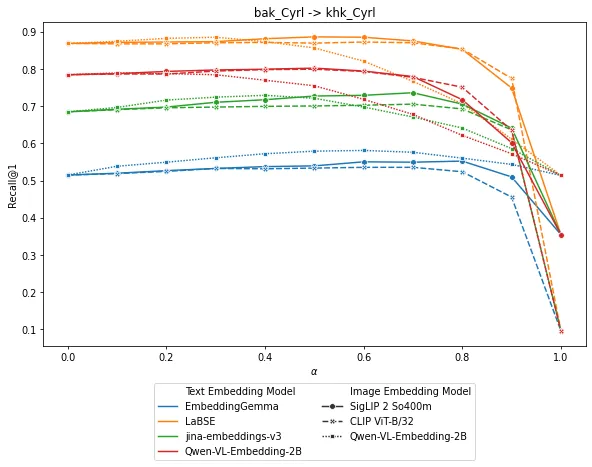 bak_Cyrl -> khk_Cyrl
Recall@1
0.9
0.8
0.7
0.6
0.5
0.4
0.3
0.2
0.1
0.0 0.2 0.4 0.6 0.8 1.0
α
Text Embedding Model
EmbeddingGemma
LaBSE
jina-embeddings-v3
Qwen-VL-Embedding-2B
Image Embedding Model
SigLIP 2 So400m
CLIP ViT-B/32
Qwen-VL-Embedding-2B